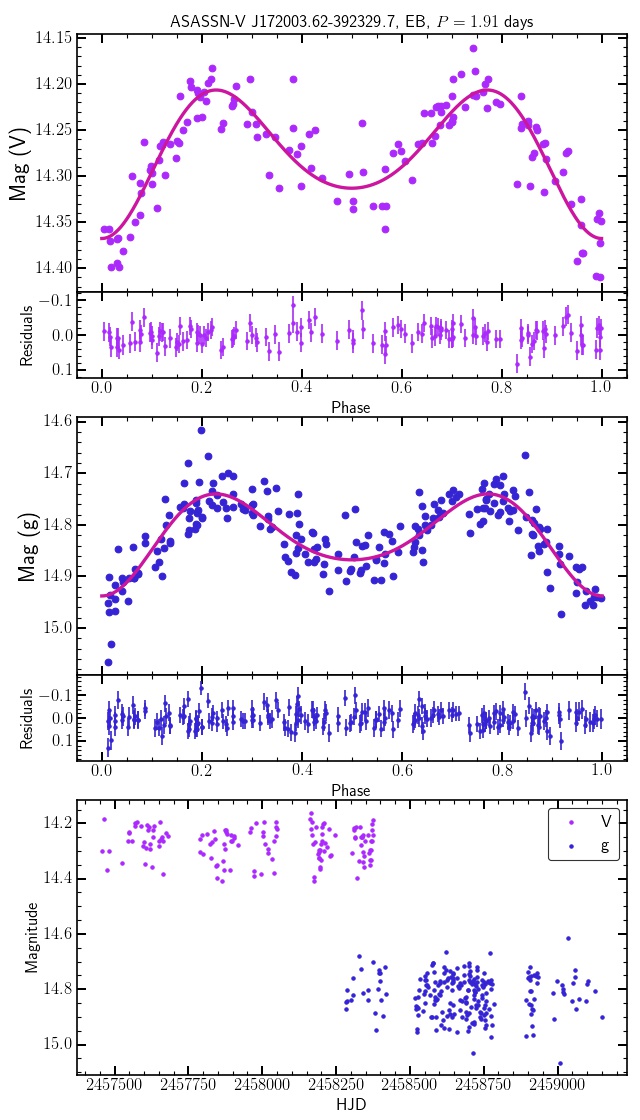 ASASSN-V J172003.62-392329.7, EB, P = 1.91 days
14.15
14.20
14.25
14.30
14.35
14.40
Mag (V)
−0.1
0.0
0.1
Residuals
0.0 0.2 0.4 0.6 0.8 1.0
Phase
14.6
14.7
14.8
14.9
15.0
Mag (g)
−0.1
0.0
0.1
Residuals
0.0 0.2 0.4 0.6 0.8 1.0
Phase
V
g
14.2
14.4
14.6
14.8
15.0
Magnitude
2457500 2457750 2458000 2458250 2458500 2458750 2459000
HJD